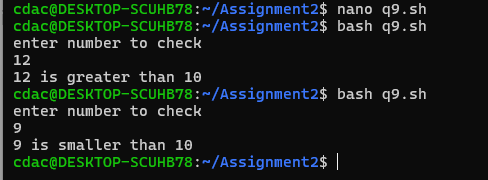 cdac@DESKTOP-SCUHB78:~/Assignment2$ nano q9.sh
cdac@DESKTOP-SCUHB78:~/Assignment2$ bash q9.sh
enter number to check
12
12 is greater than 10
cdac@DESKTOP-SCUHB78:~/Assignment2$ bash q9.sh
enter number to check
9
9 is smaller than 10
cdac@DESKTOP-SCUHB78:~/Assignment2$